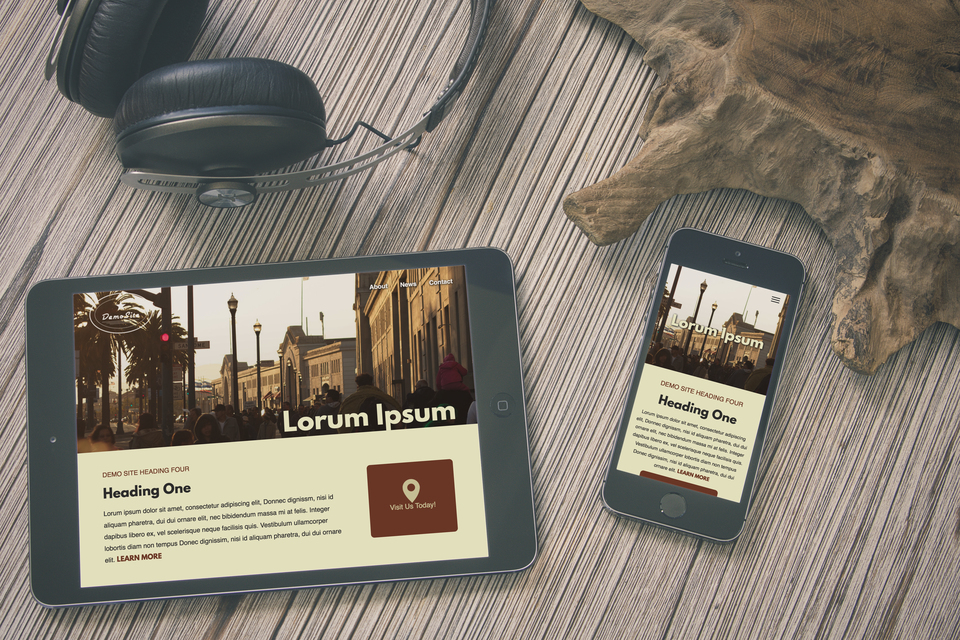 DemoSite
About News Contact
Lorum Ipsum
DEMO SITE HEADING FOUR
Heading One
Lorum ipsum dolor sit amet, consectetur adipiscing elit, Donnec dignissm, nisi id
aliquam pharetra, dui dui ornare elit, nec bibidendum massa mi at felis. Integer
dapibus libero ex, vel scelerisque neque facilisis quis. Vestibulum ullamcorper
lobortis diam non tempus Donec dignissim, nisi id aliquam pharetra, dui dui ornare
elit. LEARN MORE
Visit Us Today!
Lorum Ipsum
DEMO SITE HEADING FOUR
Heading One
Lorum ipsum dolor sit amet, consectetur adipiscing
elit, Donnec dignissm, nisi id aliquam pharetra, dui dui
ornare elit, nec bibidendum massa mi at felis. Integer
dapibus libero ex, vel scelerisque neque facilisis quis.
Vestibulum ullamcorper lobortis diam non tempus
Donec dignissim, nisi id aliquam pharetra, dui dui
ornare elit. LEARN MORE